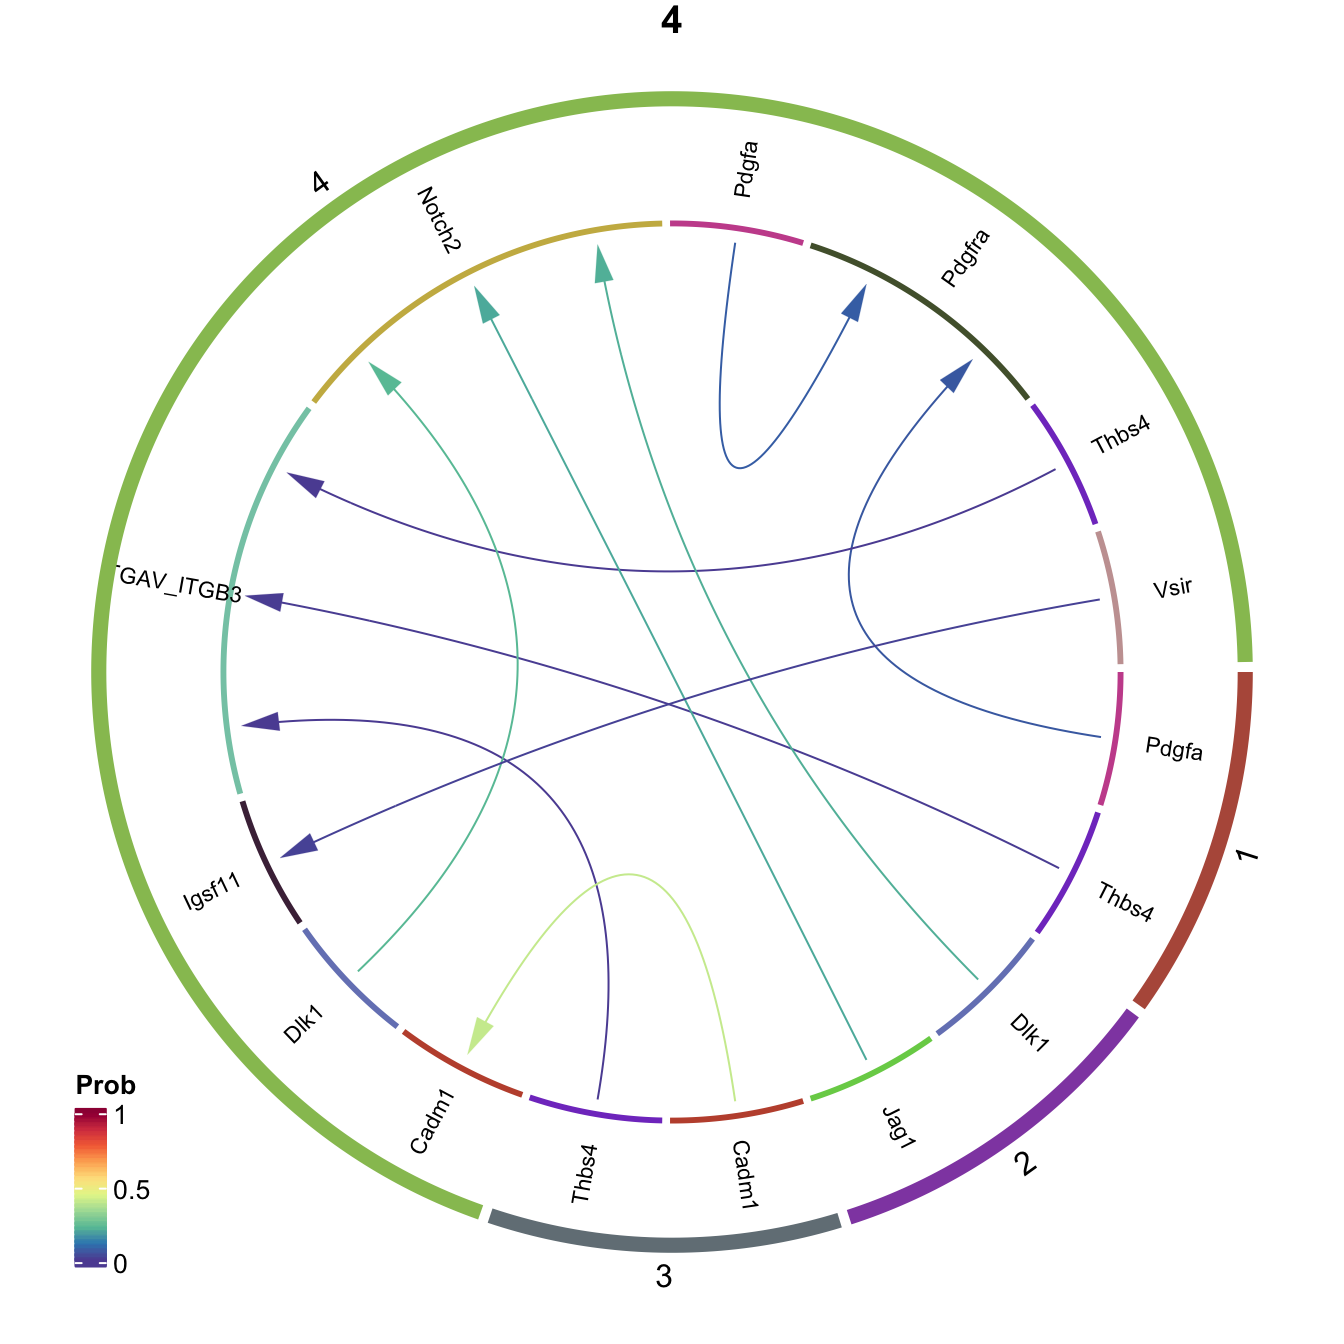 4
4
Notch2
Pdgfa
Pdgfra
Thbs4
Vsir
Pdgfa
1
Thbs4
Dlk1
2
Jag1
Cadm1
3
Thbs4
Cadm1
Dlk1
Igsf11
TGAV_ITGB3
Prob
1
0.5
0